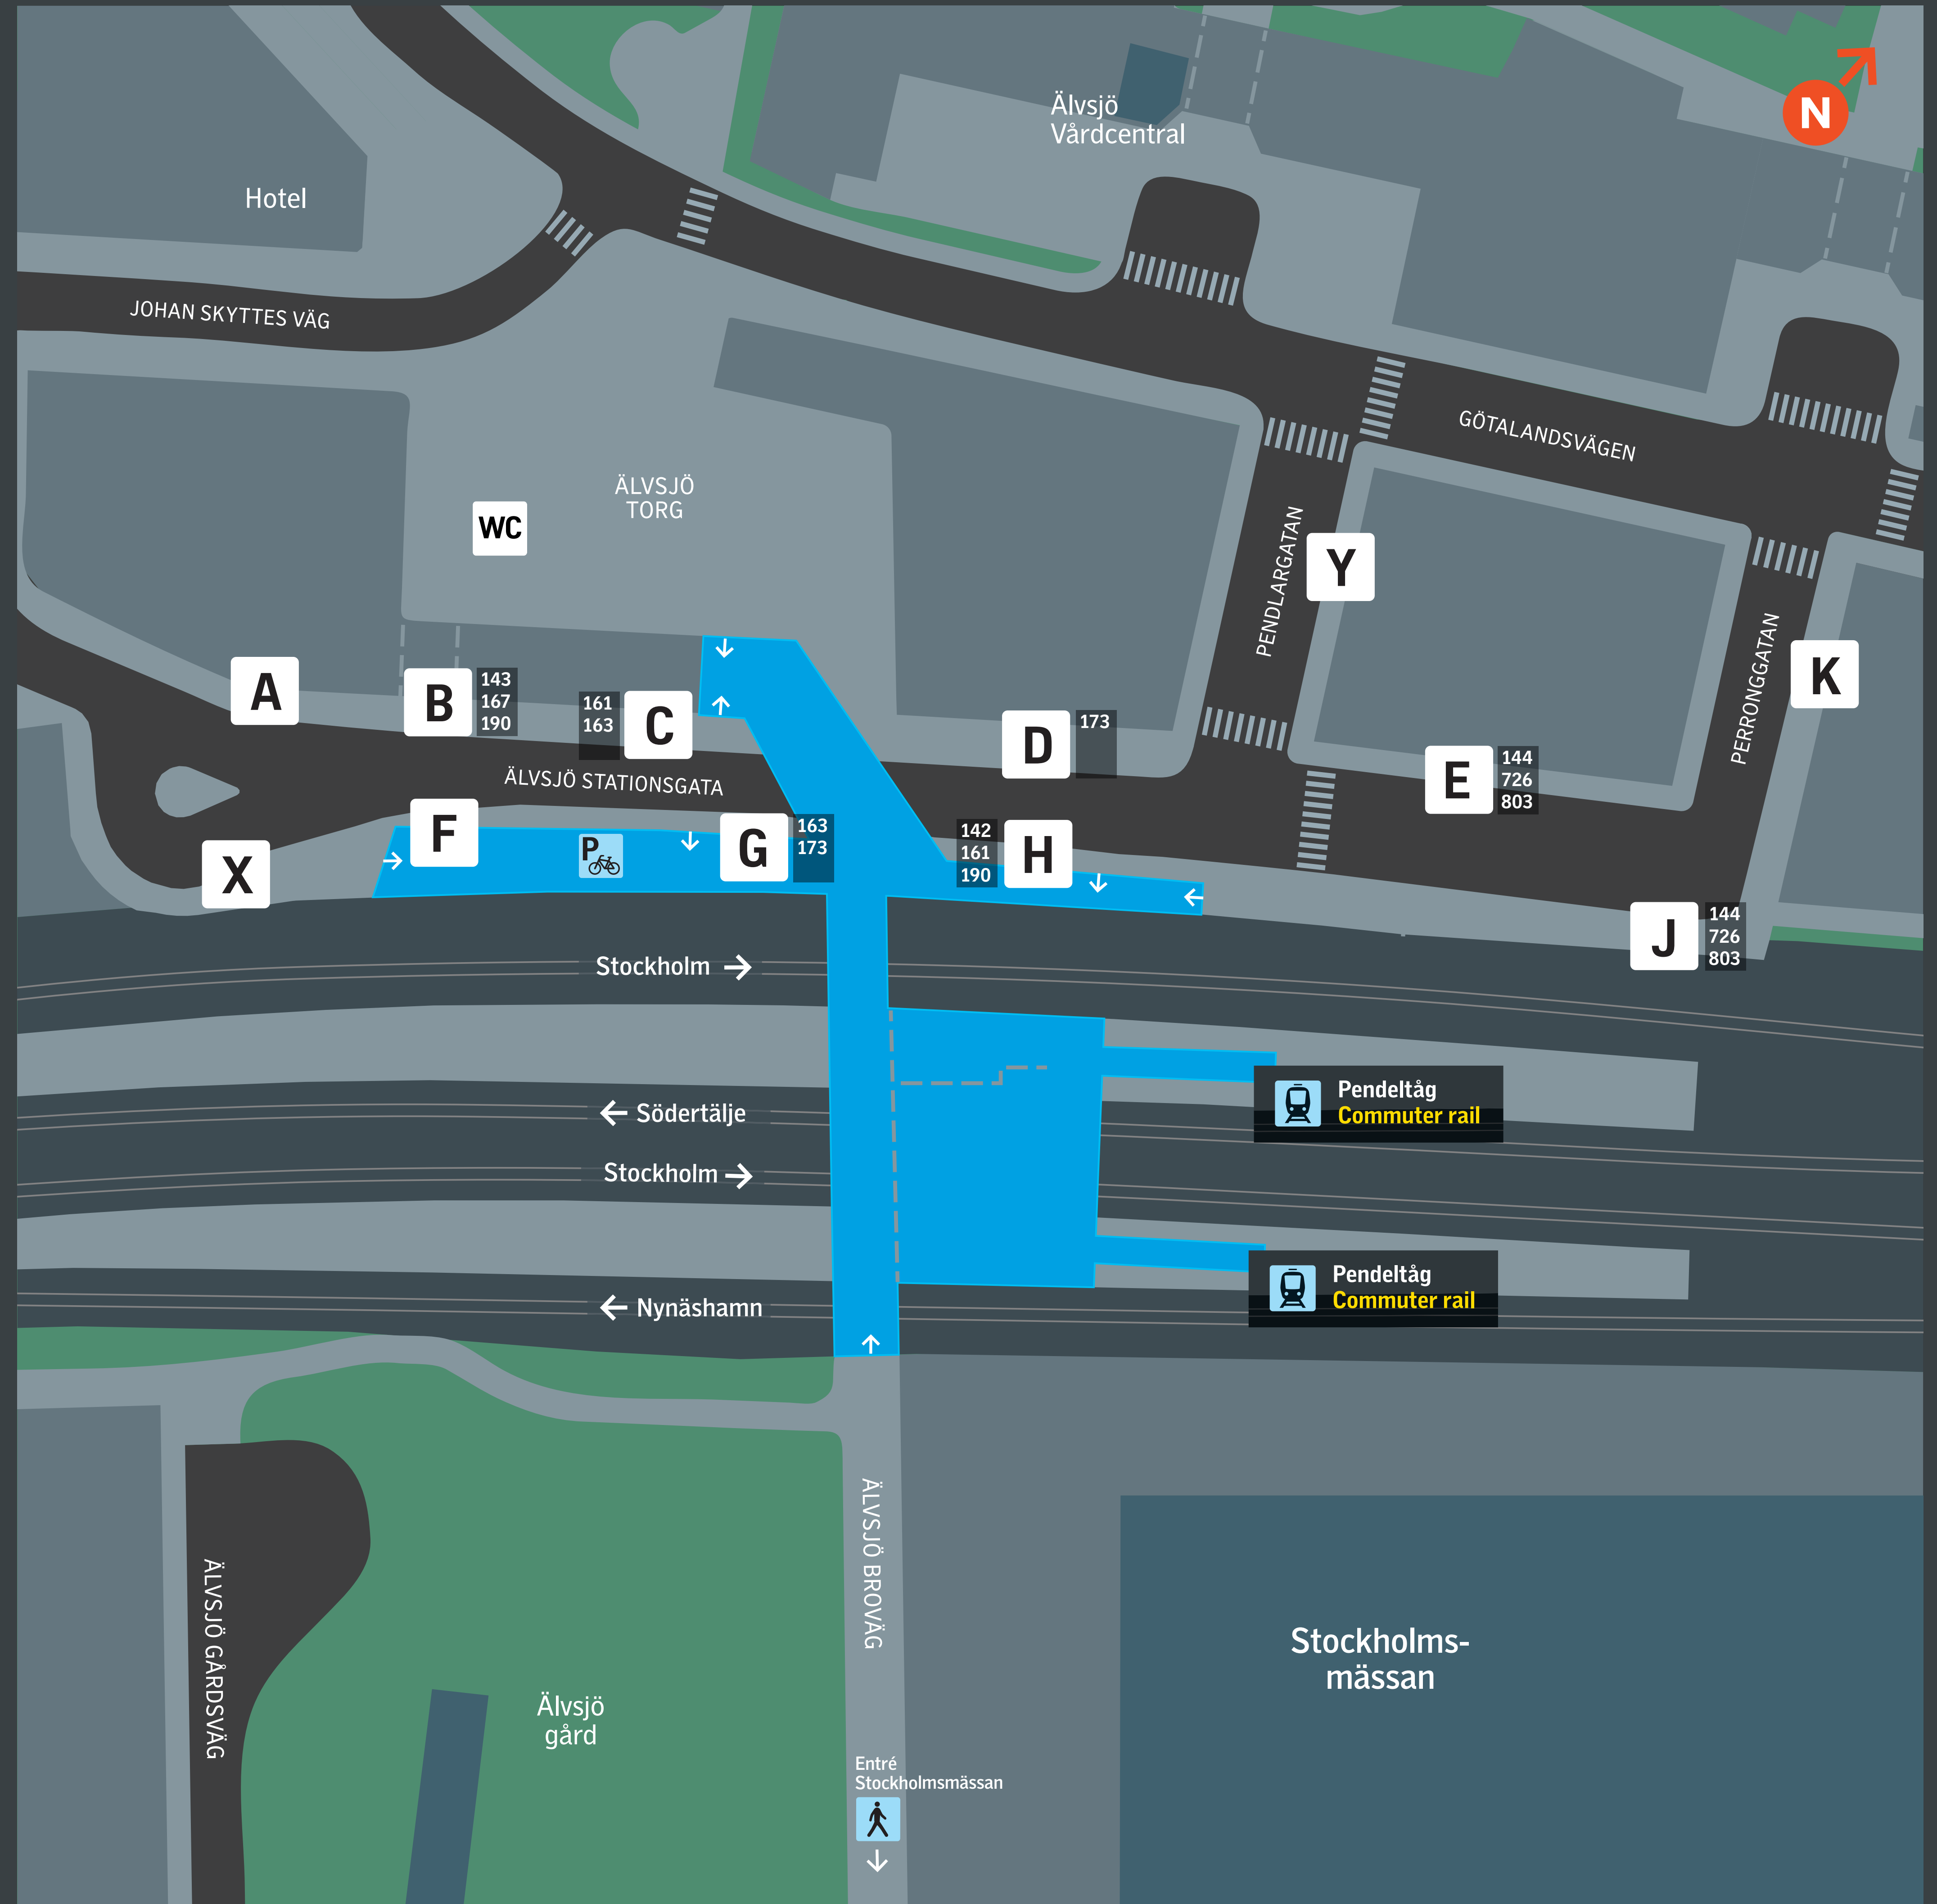 N
Älvsjö
Vårdcentral
Hotel
JOHAN SKYTTES VÄG
GÖTALANDSVÄGEN
ÄLVSJÖ
TORG
WC
PENDLARGATAN
Y
PERRONGGATAN
K
A
B
143
167
190
161
163
C
D
173
E
144
726
803
ÄLVSJÖ STATIONSGATA
F
P
G
163
173
142
161
190
H
X
J
144
726
803
Stockholm →
← Södertälje
Stockholm →
← Nynäshamn
Pendeltåg
Commuter rail
Pendeltåg
Commuter rail
ÄLVSJÖ BROVÄG
ÄLVSJÖ GÅRDSVÄG
Stockholms-
mässan
Älvsjö
gård
Entré
Stockholmsmässan